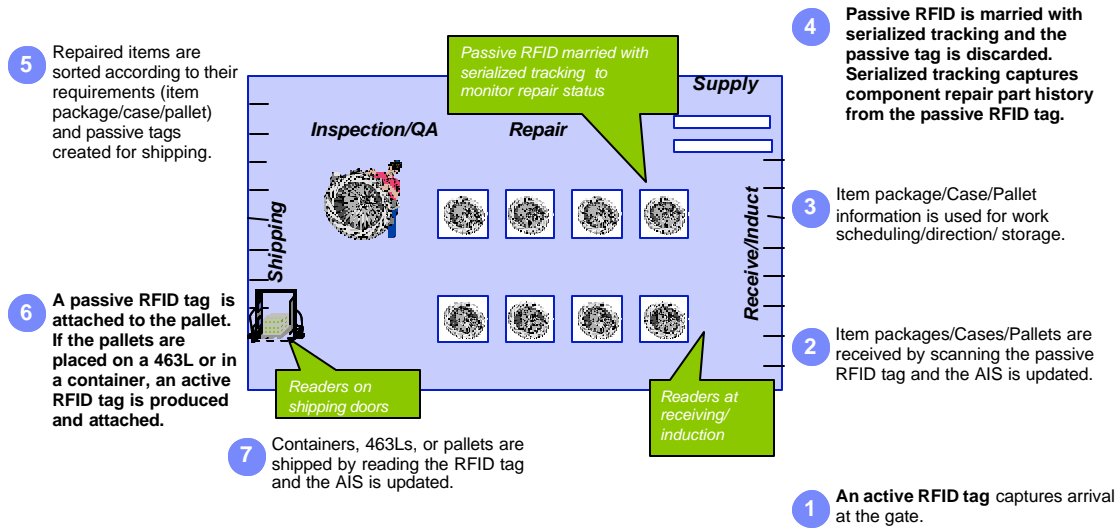 5
Repaired items are
sorted according to their
requirements (item
package/case/pallet)
and passive tags
created for shipping.
Passive RFID married with
serialized tracking to
monitor repair status
4
Passive RFID is married with
serialized tracking and the
passive tag is discarded.
Serialized tracking captures
component repair part history
from the passive RFID tag.
Supply
Inspection/QA
Repair
3
Item package/Case/Pallet
information is used for work
scheduling/direction/ storage.
Shipping
Receive/Induct
6
A passive RFID tag is
attached to the pallet.
If the pallets are
placed on a 463L or in
a container, an active
RFID tag is produced
and attached.
2
Item packages/Cases/Pallets are
received by scanning the passive
RFID tag and the AIS is updated.
Readers on
shipping doors
Readers at
receiving/
induction
7
Containers, 463Ls, or pallets are
shipped by reading the RFID tag
and the AIS is updated.
1
An active RFID tag captures arrival
at the gate.